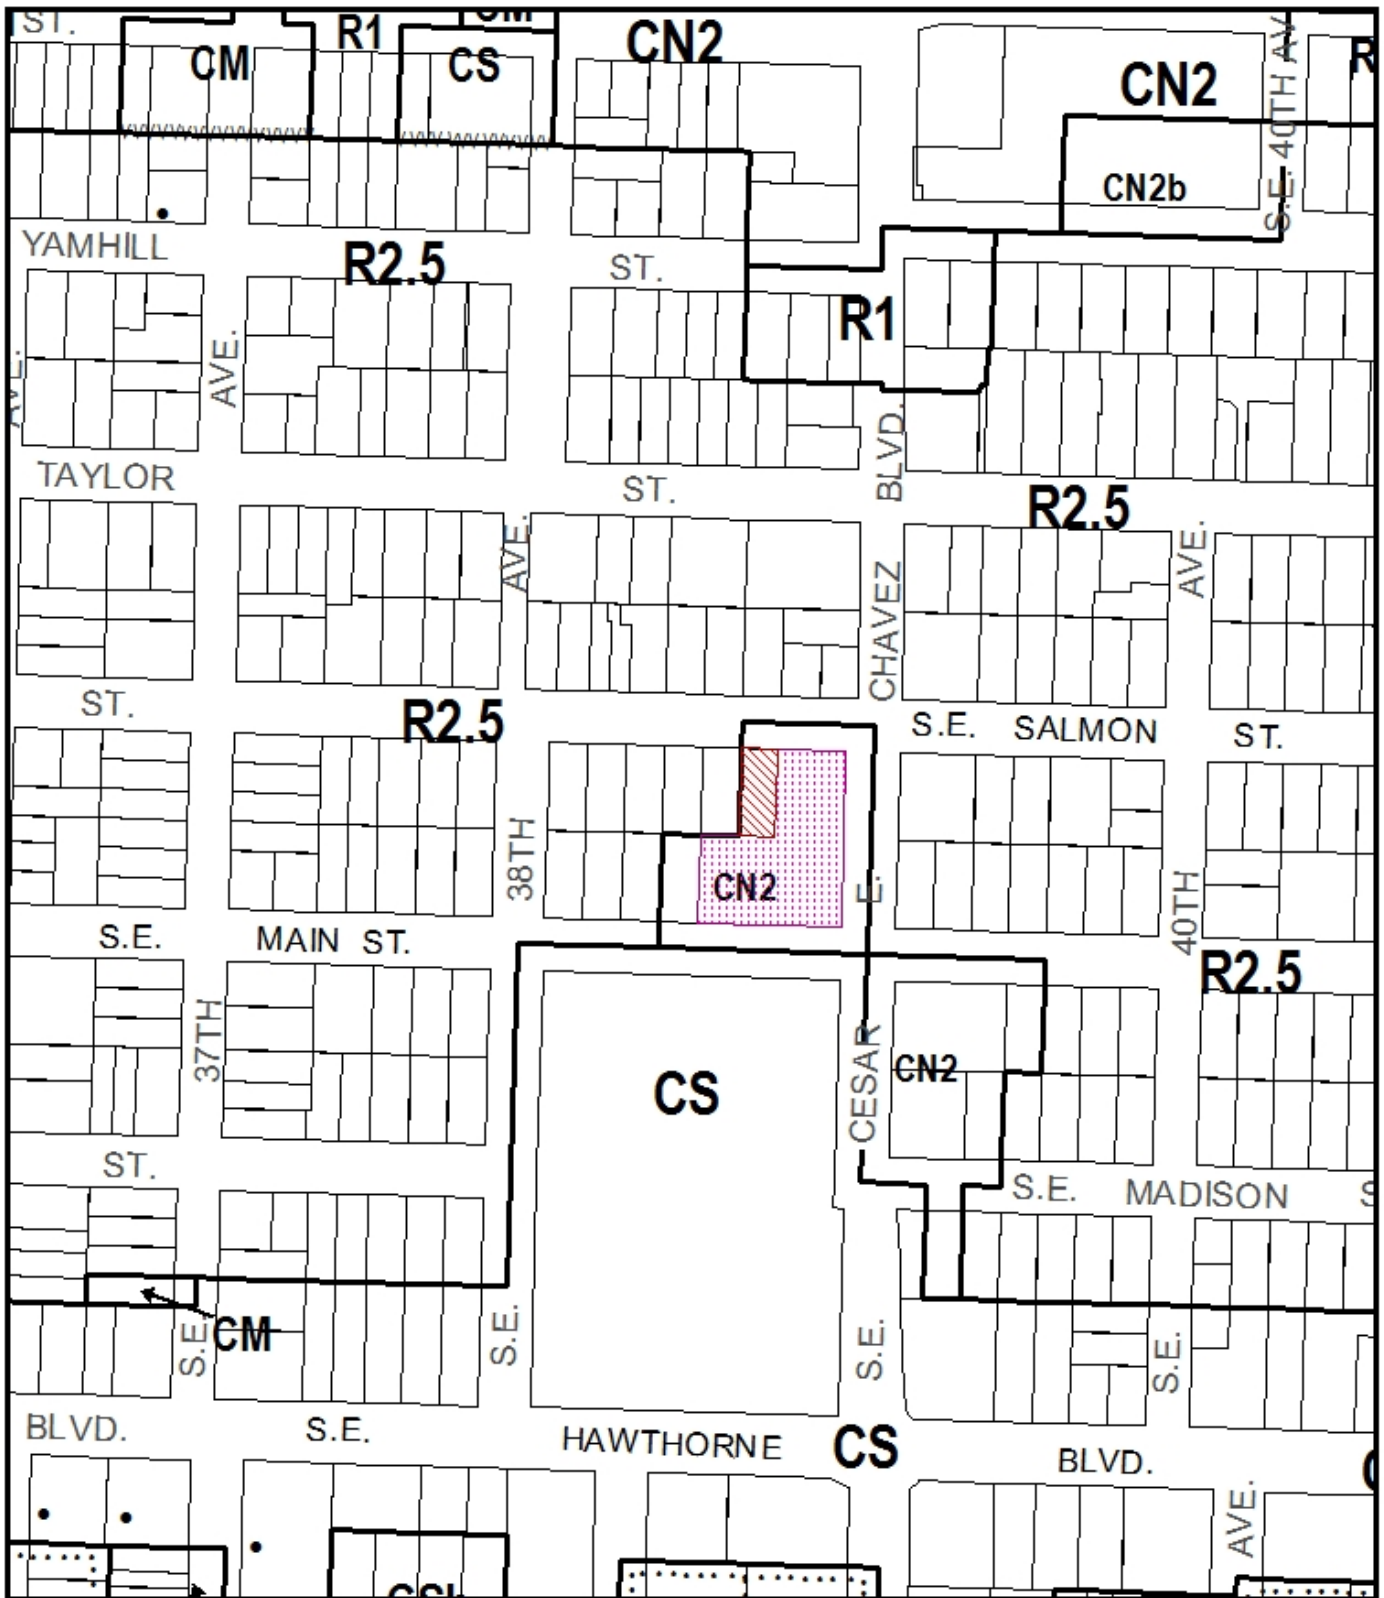 ST.
R1
CM
CN2
CM
CS
CN2
R
S.E. 40TH AV
CN2b
YAMHILL
R2.5
ST.
R1
AVE.
AVE.
BLVD.
TAYLOR
ST.
R2.5
AVE.
AVE.
CHAVEZ
ST.
R2.5
S.E. SALMON ST.
38TH
CN2
E.
40TH
S.E. MAIN ST.
R2.5
37TH
CS
CESAR
CN2
ST.
S.E. MADISON S
CM
S.E.
S.E.
S.E.
S.E.
BLVD. S.E. HAWTHORNE BLVD.
CS
AVE.